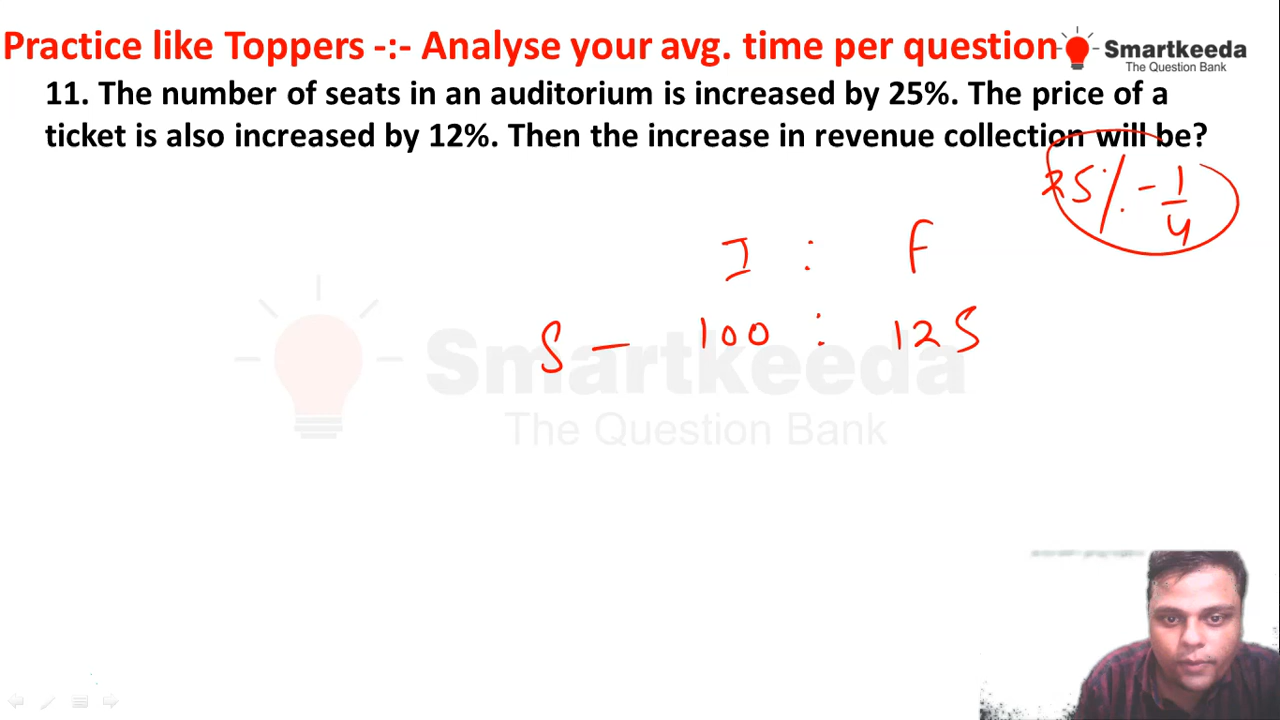 Practice like Toppers -:- Analyse your avg. time per question
Smartkeeda
The Question Bank
11. The number of seats in an auditorium is increased by 25%. The price of a
ticket is also increased by 12%. Then the increase in revenue collection will be?
25% - 1/4
I : F
S - 100 : 125
Smartkeeda
The Question Bank